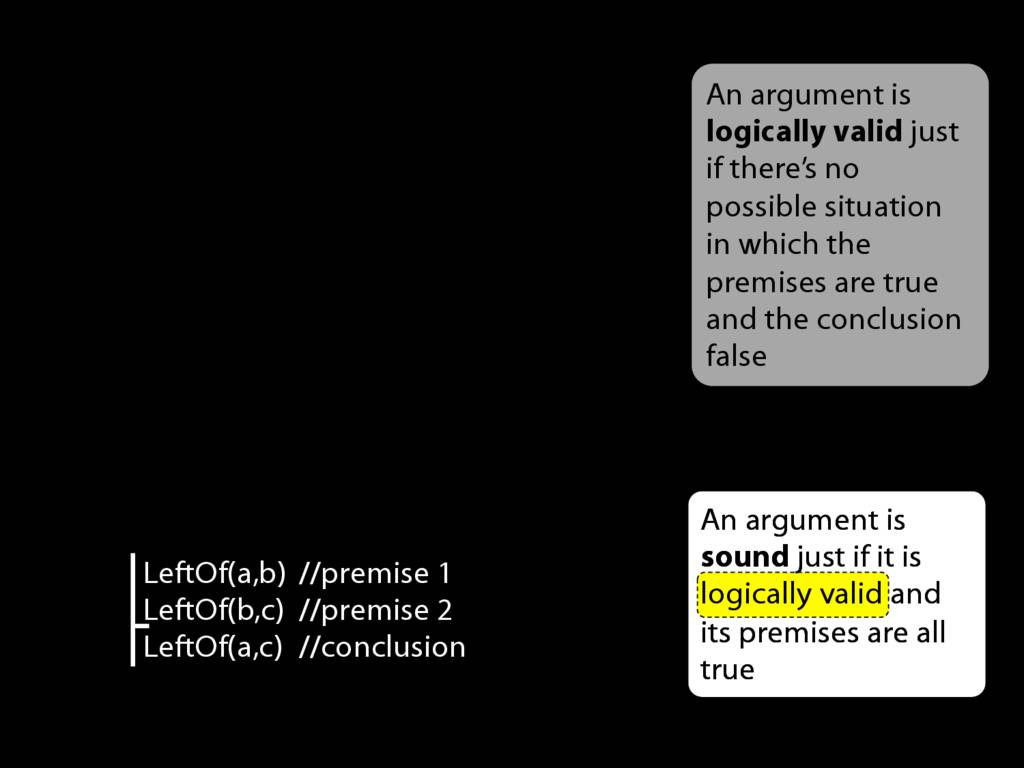 An argument is
logically valid just
if there’s no
possible situation
in which the
premises are true
and the conclusion
false
LeftOf(a,b) //premise 1
LeftOf(b,c) //premise 2
LeftOf(a,c) //conclusion
An argument is
sound just if it is
logically valid and
its premises are all
true